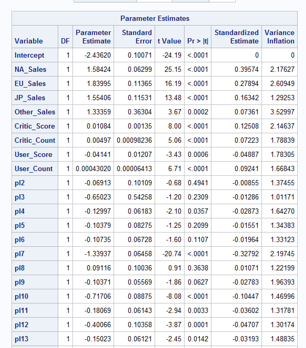 Parameter Estimates
Variable DF Parameter Estimate Standard Error t Value Pr > |t| Standardized Estimate Variance Inflation
Intercept 1 -2.43620 0.10071 -24.19 <.0001 0 0
NA_Sales 1 1.58424 0.06299 25.15 <.0001 0.39574 2.17627
EU_Sales 1 1.83995 0.11365 16.19 <.0001 0.27894 2.60949
JP_Sales 1 1.55406 0.11531 13.48 <.0001 0.16342 1.29253
Other_Sales 1 1.33359 0.36304 3.67 0.0002 0.07361 3.52997
Critic_Score 1 0.01084 0.00135 8.00 <.0001 0.12508 2.14637
Critic_Count 1 0.00497 0.00098236 5.06 <.0001 0.07223 1.78839
User_Score 1 -0.04141 0.01207 -3.43 0.0006 -0.04887 1.78305
User_Count 1 0.00043020 0.00006413 6.71 <.0001 0.09241 1.66843
pl2 1 -0.06913 0.10109 -0.68 0.4941 -0.00855 1.37455
pl3 1 -0.65023 0.54258 -1.20 0.2309 -0.01286 1.01171
pl4 1 -0.12997 0.06183 -2.10 0.0357 -0.02873 1.64270
pl5 1 -0.10379 0.08275 -1.25 0.2099 -0.01551 1.34383
pl6 1 -0.10735 0.06728 -1.60 0.1107 -0.01964 1.33123
pl7 1 -1.33937 0.06458 -20.74 <.0001 -0.32792 2.19745
pl8 1 0.09116 0.10036 0.91 0.3638 0.01071 1.22199
pl9 1 -0.10371 0.05569 -1.86 0.0627 -0.02783 1.96393
pl10 1 -0.71706 0.08875 -8.08 <.0001 -0.10447 1.46996
pl11 1 -0.18069 0.06143 -2.94 0.0033 -0.03602 1.31781
pl12 1 -0.40066 0.10358 -3.87 0.0001 -0.04707 1.30174
pl13 1 -0.15023 0.06121 -2.45 0.0142 -0.03193 1.48835